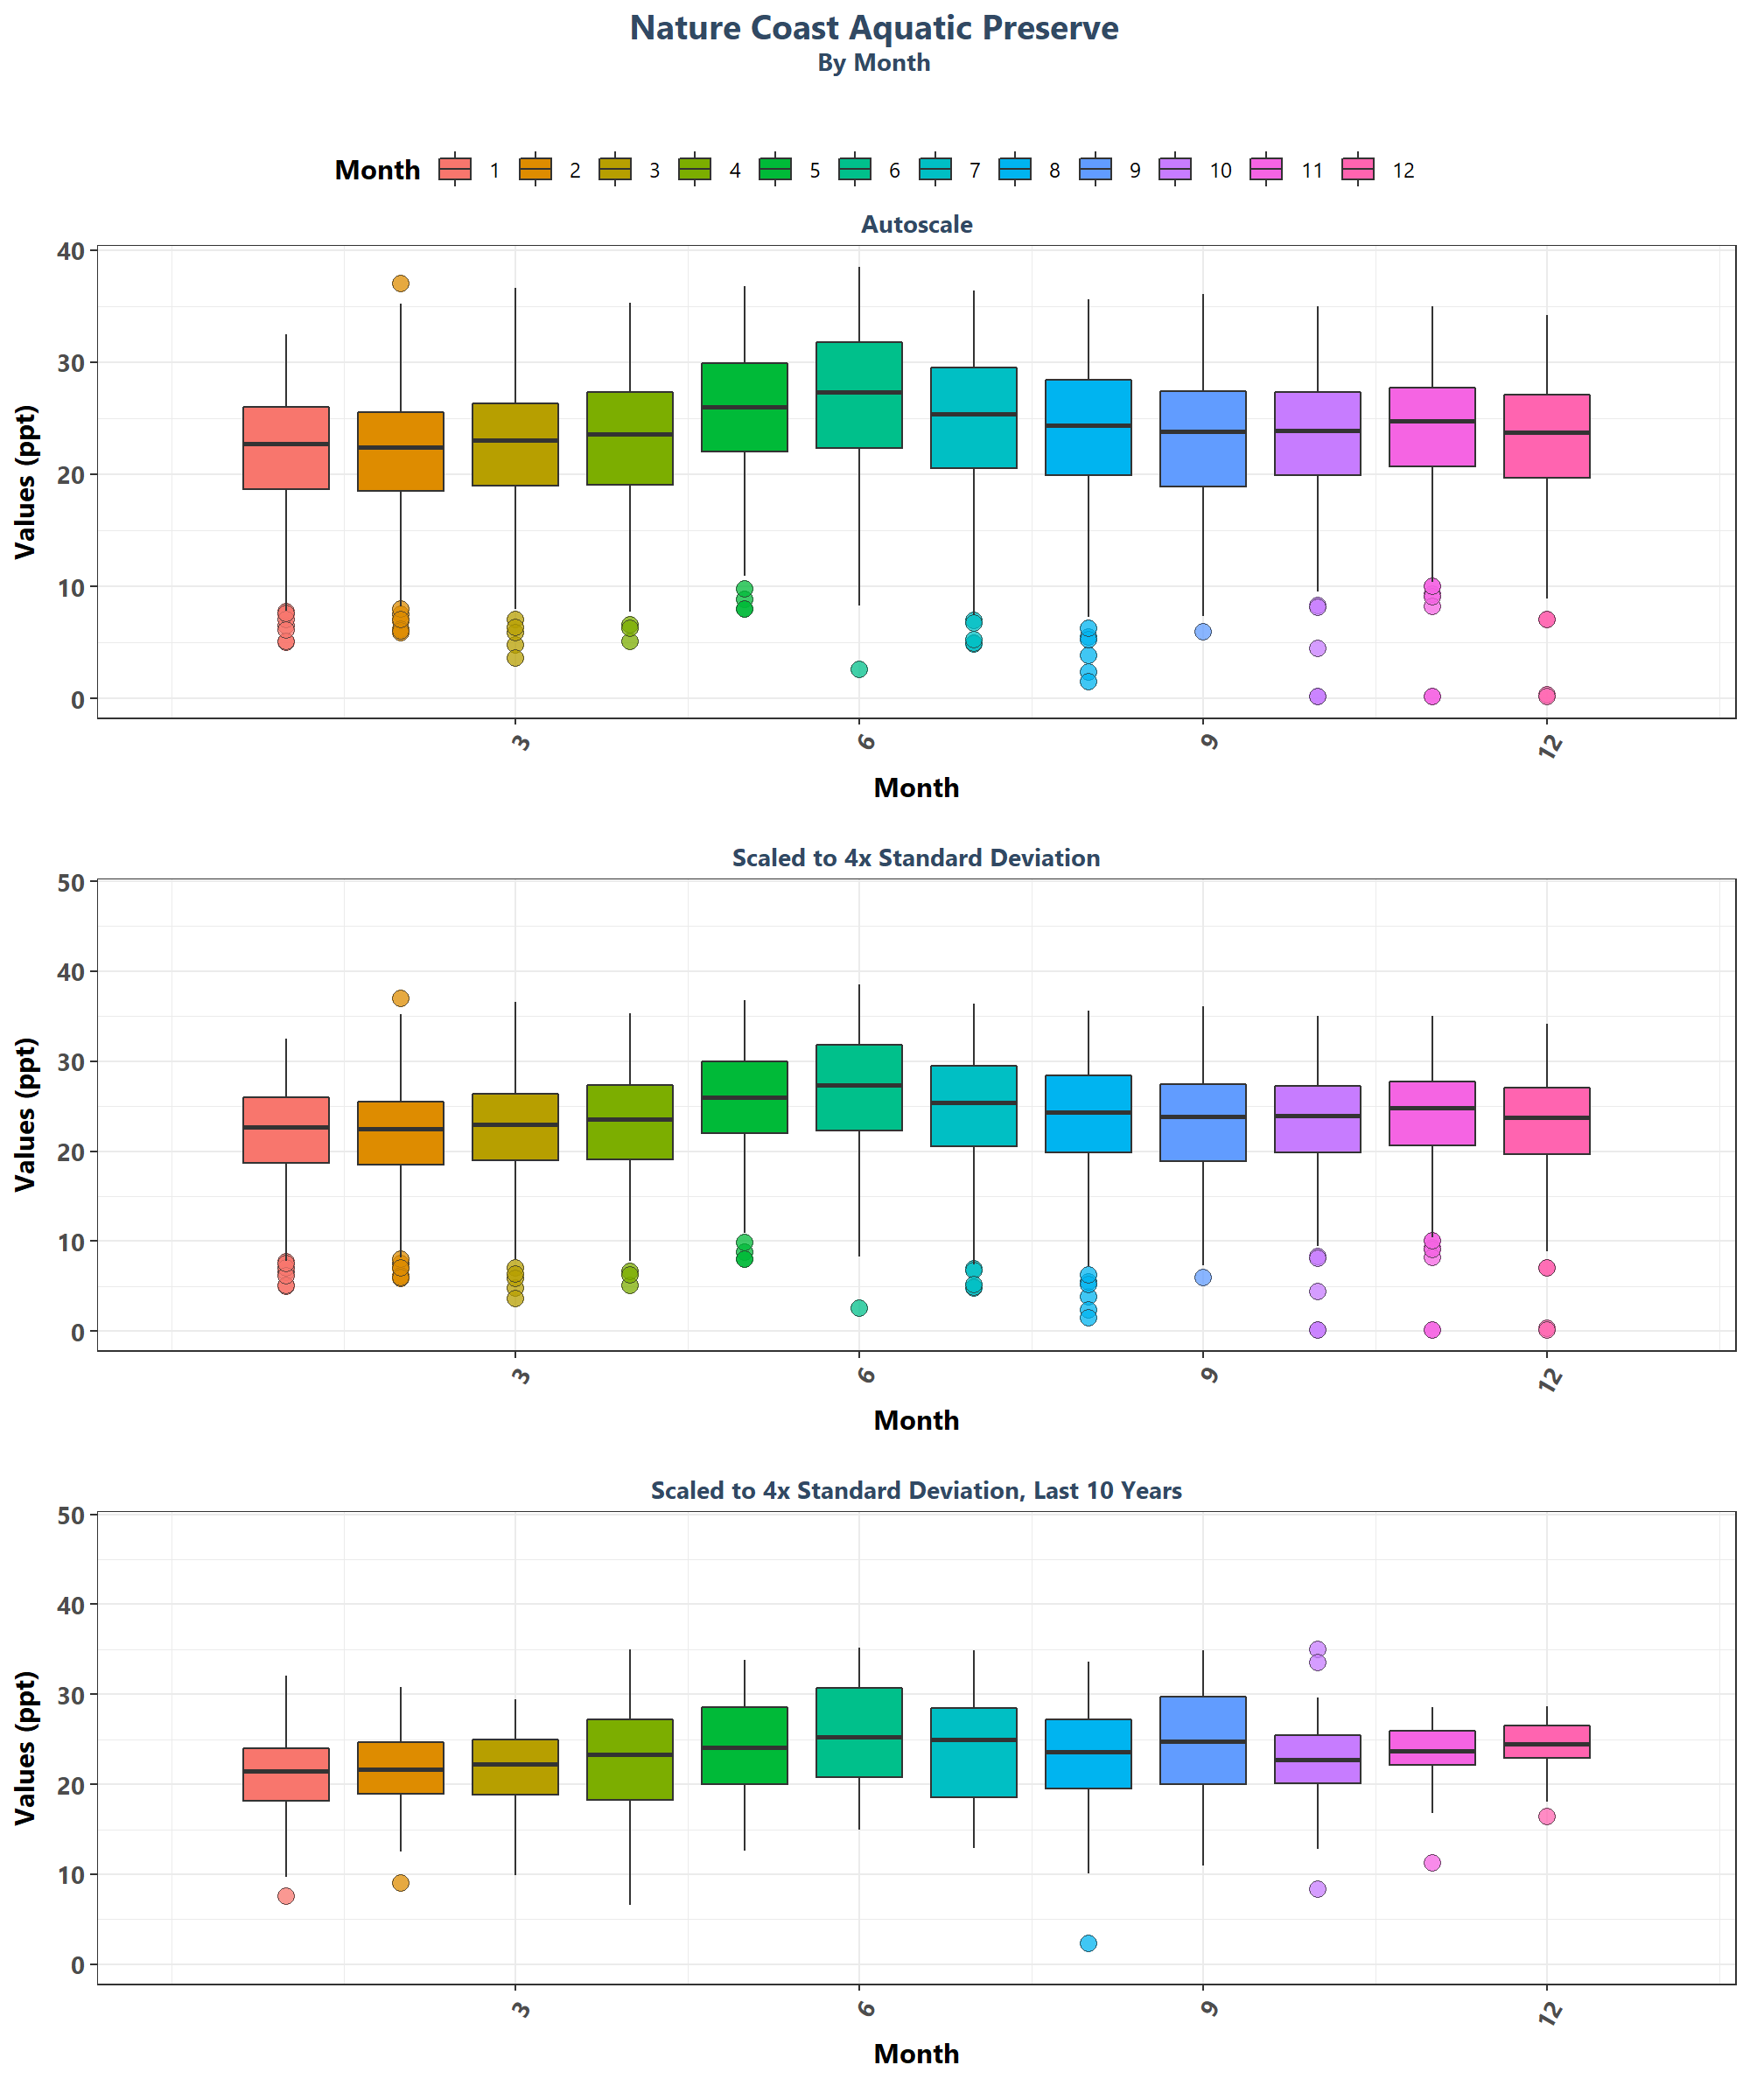 Nature Coast Aquatic Preserve
By Month
Month 1 2 3 4 5 6 7 8 9 10 11 12
Autoscale
40
30
20
10
0
Values (ppt)
3 6 9 12
Month
Scaled to 4x Standard Deviation
50
40
30
20
10
0
Values (ppt)
3 6 9 12
Month
Scaled to 4x Standard Deviation, Last 10 Years
50
40
30
20
10
0
Values (ppt)
3 6 9 12
Month